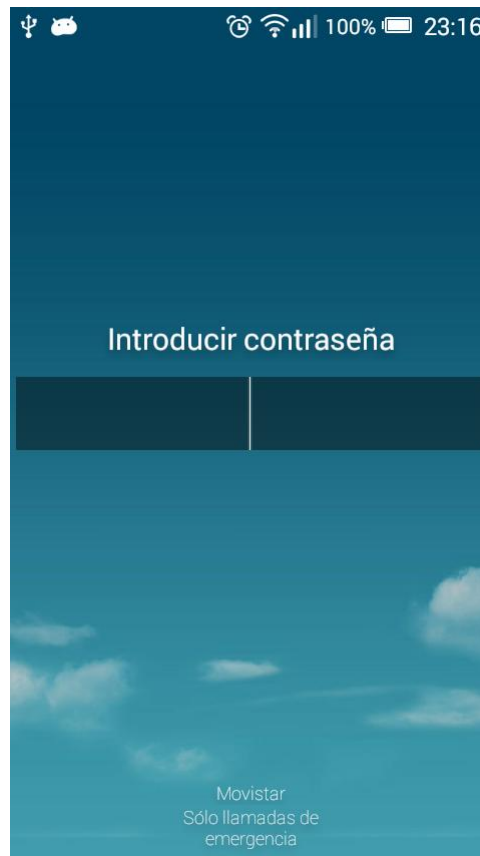 100% 23:16
Introducir contraseña
Movistar
Sólo llamadas de
emergencia